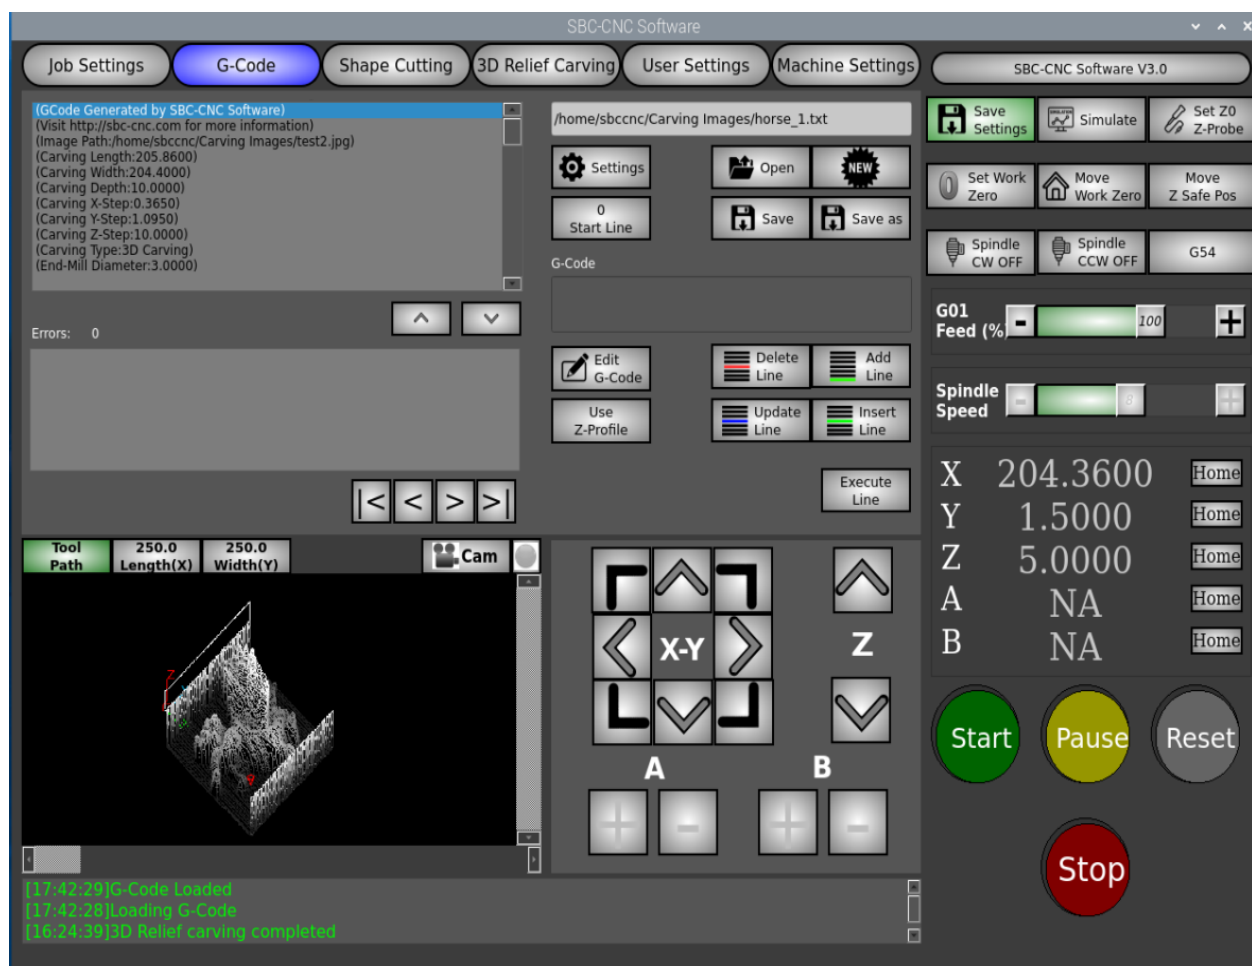 SBC-CNC Software
Job Settings
G-Code
Shape Cutting
3D Relief Carving
User Settings
Machine Settings
SBC-CNC Software V3.0
(GCode Generated by SBC-CNC Software)
(Visit http://sbc-cnc.com for more information)
(Image Path:/home/sbccnc/Carving Images/test2.jpg)
(Carving Length:205.8600)
(Carving Width:204.4000)
(Carving Depth:10.0000)
(Carving X-Step:0.3650)
(Carving Y-Step:1.0950)
(Carving Z-Step:10.0000)
(Carving Type:3D Carving)
(End-Mill Diameter:3.0000)
Errors: 0
/home/sbccnc/Carving Images/horse_1.txt
Settings
Open
NEW
0
Start Line
Save
Save as
G-Code
Edit
G-Code
Delete
Line
Add
Line
Use
Z-Profile
Update
Line
Insert
Line
Execute
Line
|<
<
>
>|
Save
Settings
Simulate
Set Z0
Z-Probe
Set Work
Zero
Move
Work Zero
Move
Z Safe Pos
Spindle
CW OFF
Spindle
CCW OFF
G54
G01
Feed (%)
-
100
+
Spindle
Speed
-
8
+
X 204.3600 Home
Y 1.5000 Home
Z 5.0000 Home
A NA Home
B NA Home
Start
Pause
Reset
Stop
Tool
Path
250.0
Length(X)
250.0
Width(Y)
Cam
Z
X-Y
Z
A
B
+
-
+
-
[17:42:29]G-Code Loaded
[17:42:28]Loading G-Code
[16:24:39]3D Relief carving completed